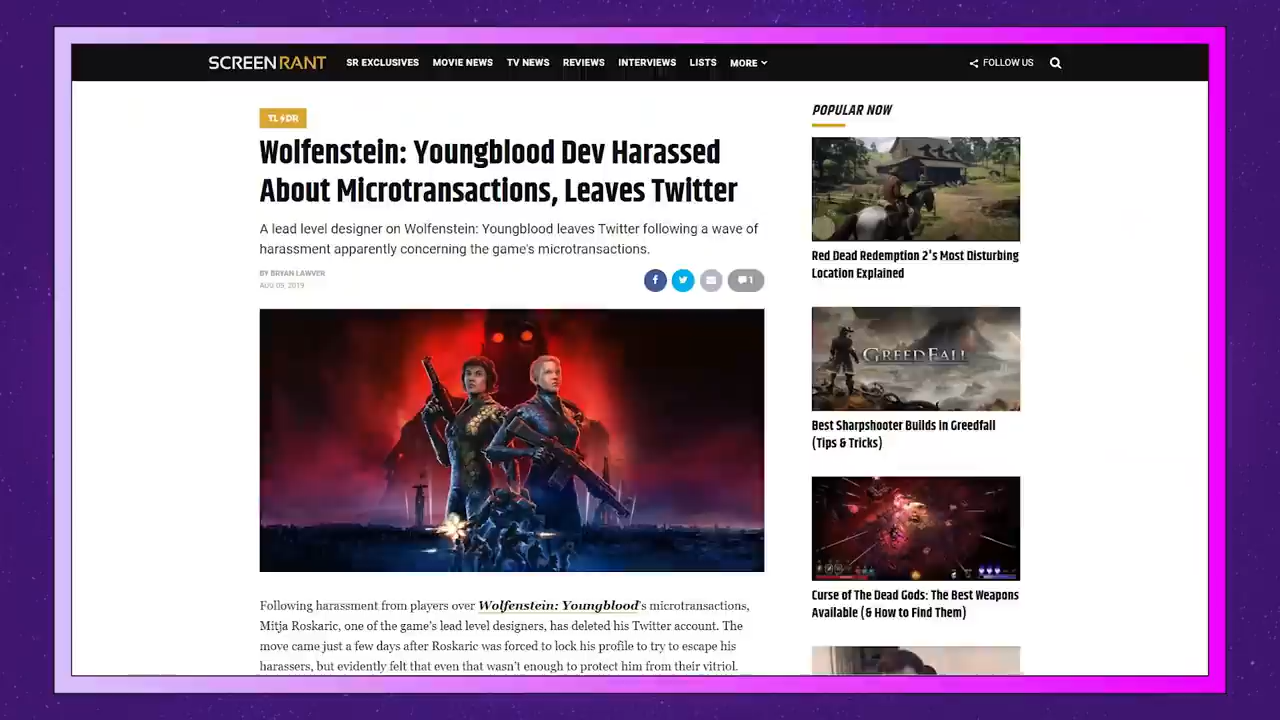 SCREENRANT
SR EXCLUSIVES
MOVIE NEWS
TV NEWS
REVIEWS
INTERVIEWS
LISTS
MORE
FOLLOW US
TL DR
Wolfenstein: Youngblood Dev Harassed
About Microtransactions, Leaves Twitter
A lead level designer on Wolfenstein: Youngblood leaves Twitter following a wave of
harassment apparently concerning the game's microtransactions.
BY BRYAN LAWVER
AUG 05, 2019
1
Following harassment from players over Wolfenstein: Youngblood's microtransactions,
Mitja Roskaric, one of the game's lead level designers, has deleted his Twitter account. The
move came just a few days after Roskaric was forced to lock his profile to try to escape his
harassers, but evidently felt that even that wasn't enough to protect him from their vitriol.
POPULAR NOW
Red Dead Redemption 2's Most Disturbing
Location Explained
GREEDFALL
Best Sharpshooter Builds in Greedfall
(Tips & Tricks)
Curse of The Dead Gods: The Best Weapons
Available (& How to Find Them)